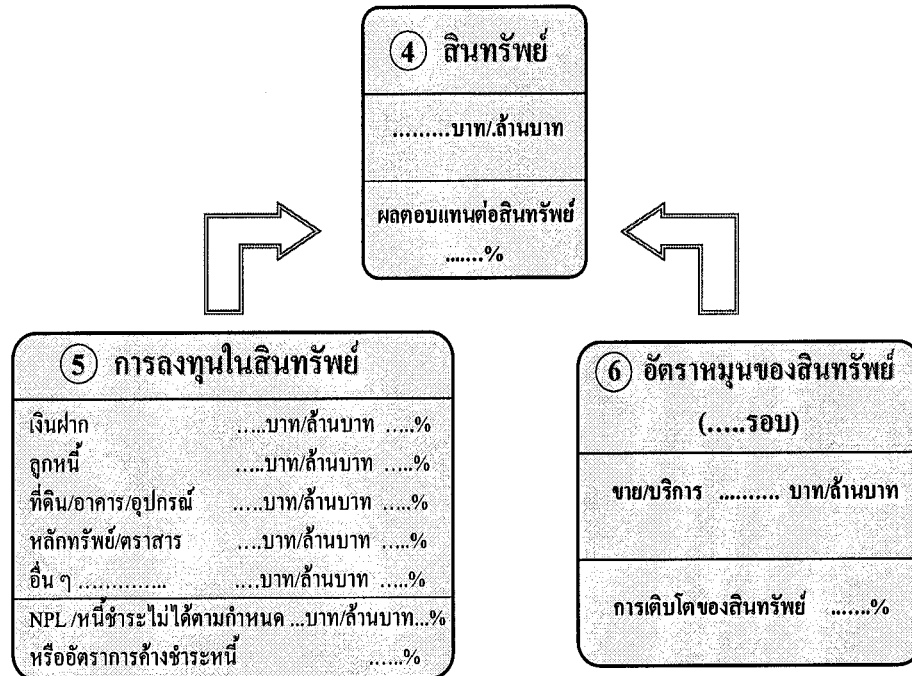 ④ สินทรัพย์
.........บาท/.ล้านบาท
ผลตอบแทนต่อสินทรัพย์
.......%
⑤ การลงทุนในสินทรัพย์
เงินฝาก .....บาท/ล้านบาท .....%
ลูกหนี้ .....บาท/ล้านบาท .....%
ที่ดิน/อาคาร/อุปกรณ์ .....บาท/ล้านบาท .....%
หลักทรัพย์/ตราสาร ....บาท/ล้านบาท .....%
อื่น ๆ .............. ....บาท/ล้านบาท .....%
NPL /หนี้ชำระไม่ได้ตามกำหนด ...บาท/ล้านบาท...%
หรืออัตราการค้างชำระหนี้ ......%
⑥ อัตราหมุนของสินทรัพย์
(.....รอบ)
ขาย/บริการ .......... บาท/ล้านบาท
การเติบโตของสินทรัพย์ .......%